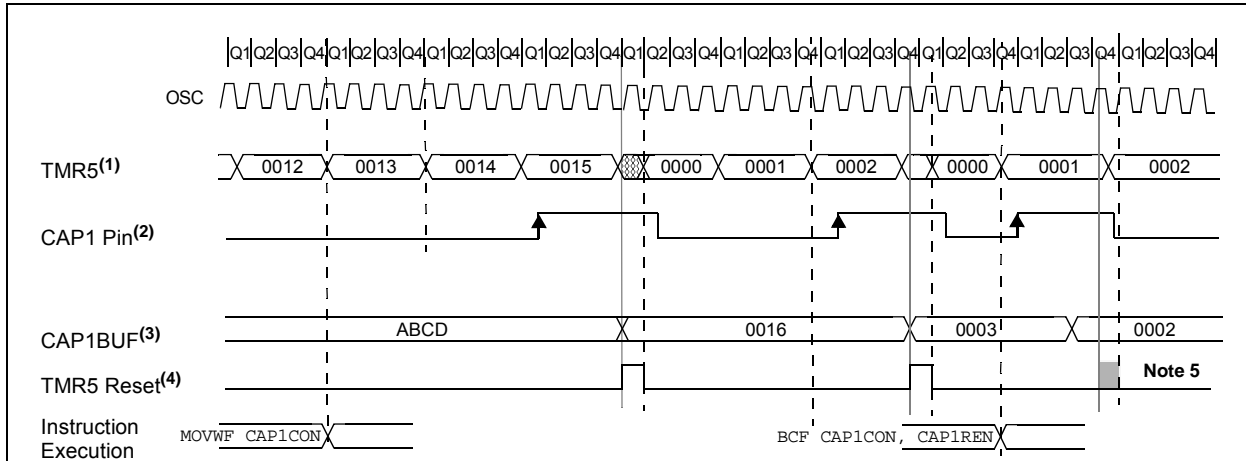 Q1 Q2 Q3 Q4 Q1 Q2 Q3 Q4 Q1 Q2 Q3 Q4 Q1 Q2 Q3 Q4 Q1 Q2 Q3 Q4 Q1 Q2 Q3 Q4 Q1 Q2 Q3 Q4 Q1 Q2 Q3 Q4 Q1 Q2 Q3 Q4 Q1 Q2 Q3 Q4
OSC
TMR5(1) 0012 0013 0014 0015 0000 0001 0002 0000 0001 0002
CAP1 Pin(2)
CAP1BUF(3) ABCD 0016 0003 0002
TMR5 Reset(4) Note 5
Instruction
Execution
MOVWF CAP1CON BCF CAP1CON, CAP1REN